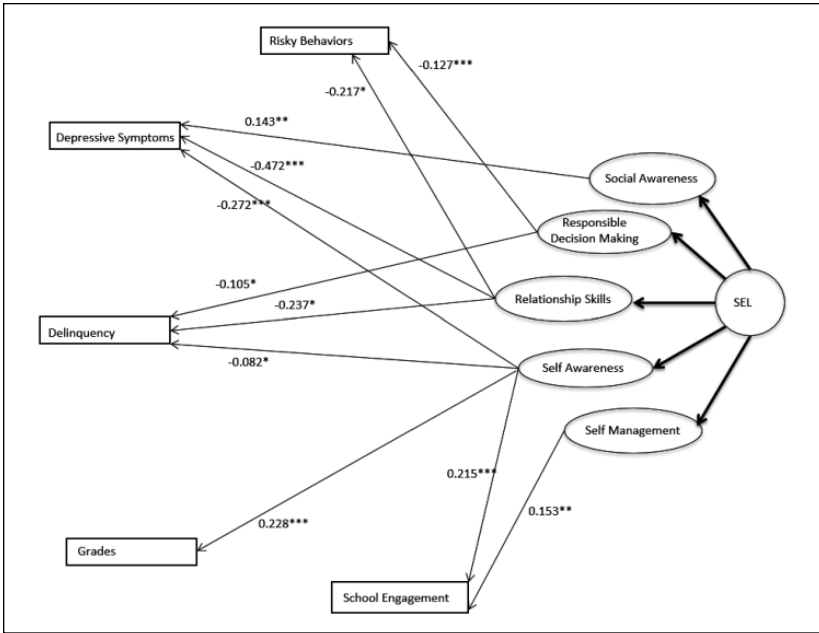 Risky Behaviors
-0.127***
-0.217*
0.143**
Depressive Symptoms
-0.472***
-0.272***
Social Awareness
Responsible
Decision Making
-0.105*
-0.237*
Relationship Skills
SEL
Delinquency
-0.082*
Self Awareness
Self Management
0.215***
0.153**
0.228***
Grades
School Engagement